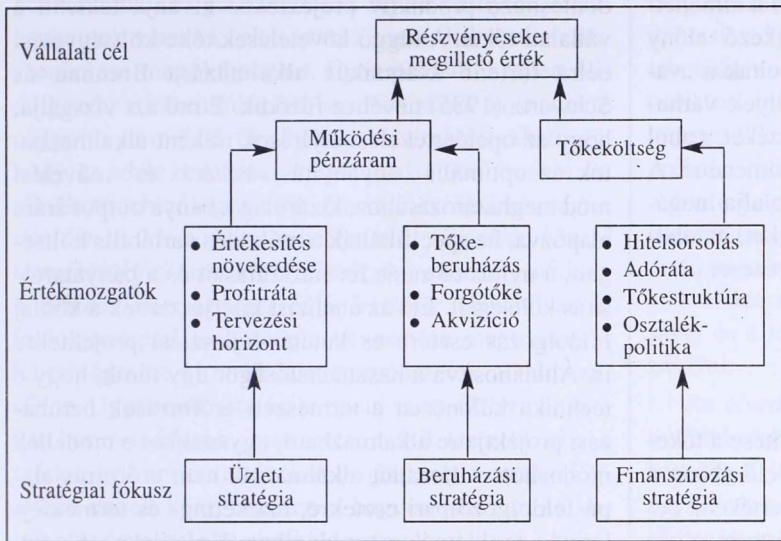 Vállalati cél
Részvényeseket
megillető érték
Működési
pénzáram
Tőkeköltség
Értékmozgatók
• Értékesítés
növekedése
• Profitráta
• Tervezési
horizont
• Tőke-
beruházás
• Forgótőke
• Akvizíció
• Hitelsorsolás
• Adóráta
• Tőkestruktúra
• Osztalék-
politika
Stratégiai fókusz
Üzleti
stratégia
Beruházási
stratégia
Finanszírozási
stratégia